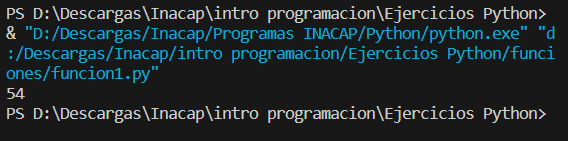 PS D:\Descargas\Inacap\intro programacion\Ejercicios Python>
& "D:/Descargas/Inacap/Programas INACAP/Python/python.exe" "d
:/Descargas/Inacap/intro programacion/Ejercicios Python/funci
iones/funcion1.py"
54
PS D:\Descargas\Inacap\intro programacion\Ejercicios Python>